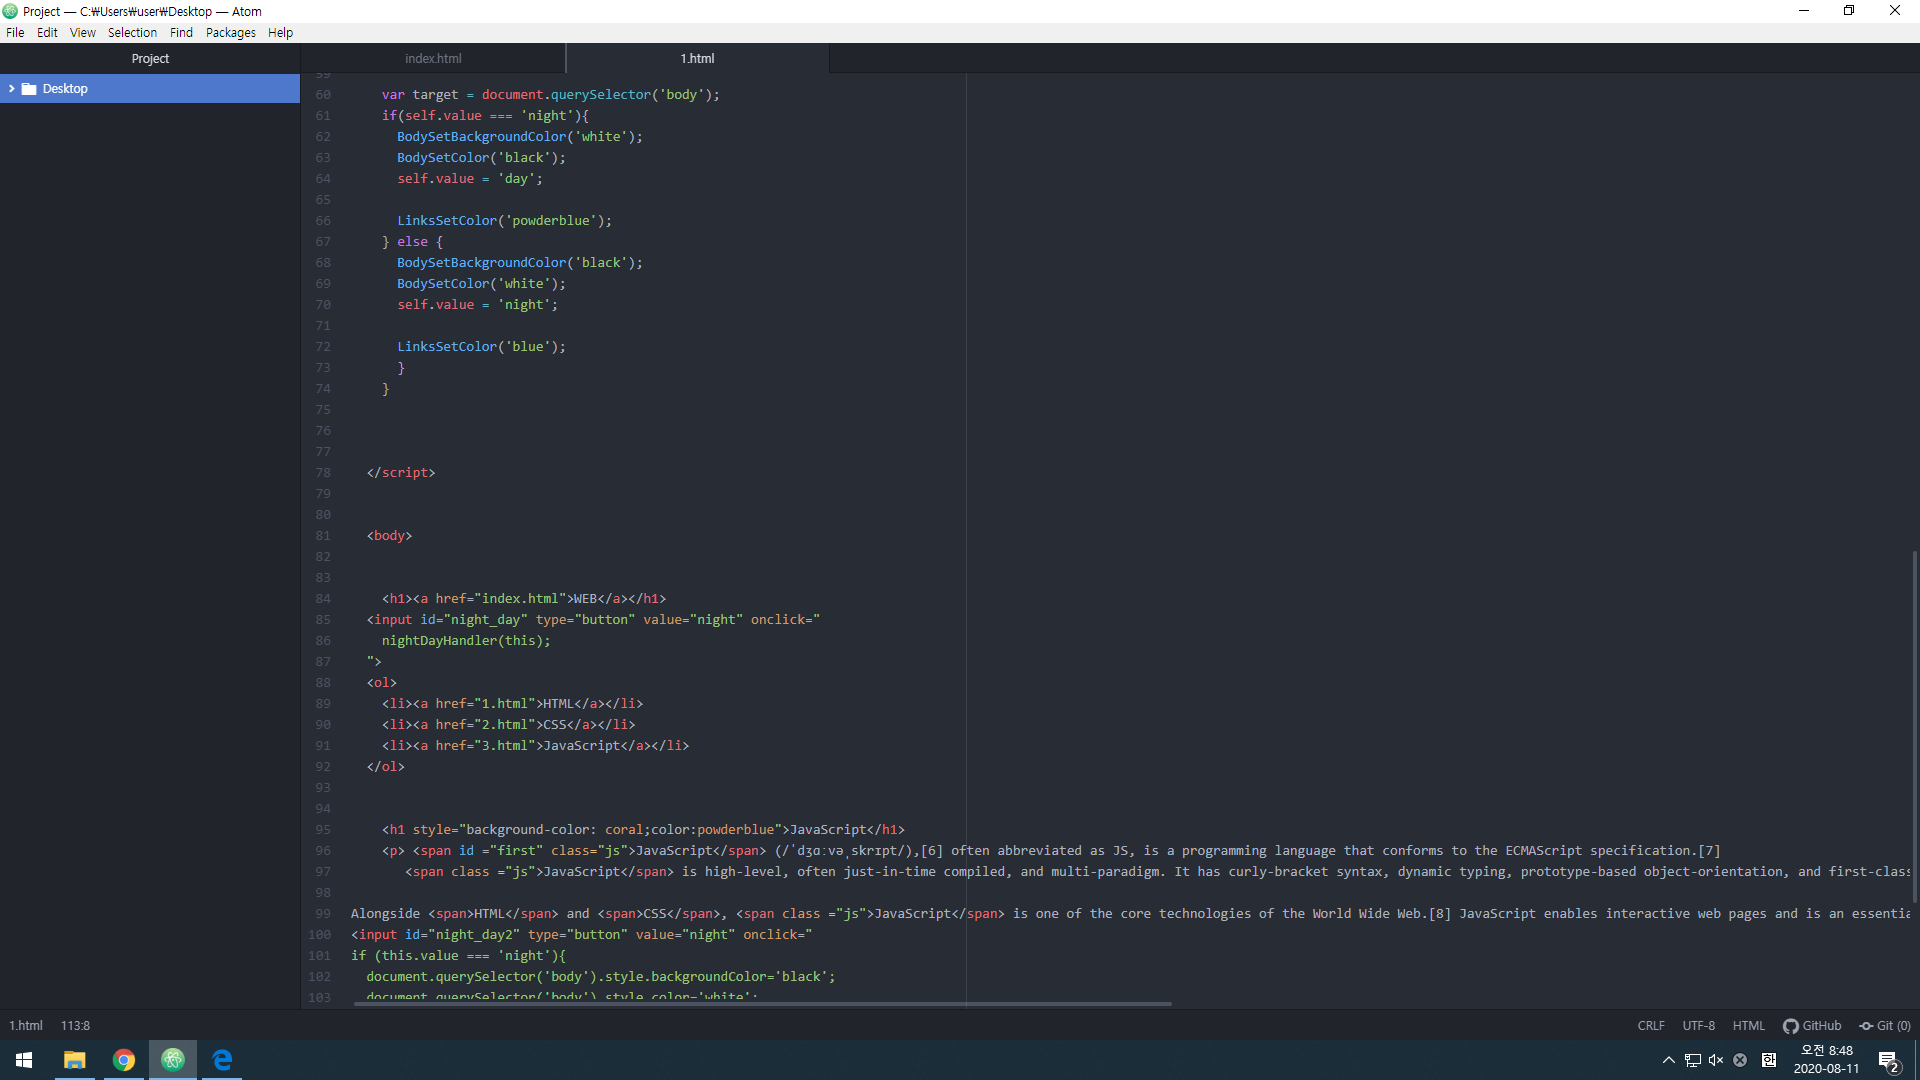 Project — C:\Users\user\Desktop — Atom
File Edit View Selection Find Packages Help
Project
index.html
1.html
Desktop
59
60 var target = document.querySelector('body');
61 if(self.value === 'night'){
62 BodySetBackgroundColor('white');
63 BodySetColor('black');
64 self.value = 'day';
65
66 LinksSetColor('powderblue');
67 } else {
68 BodySetBackgroundColor('black');
69 BodySetColor('white');
70 self.value = 'night';
71
72 LinksSetColor('blue');
73 }
74 }
75
76
77
78 </script>
79
80
81 <body>
82
83
84 <h1><a href="index.html">WEB</a></h1>
85 <input id="night_day" type="button" value="night" onclick="
86 nightDayHandler(this);
87 ">
88 <ol>
89 <li><a href="1.html">HTML</a></li>
90 <li><a href="2.html">CSS</a></li>
91 <li><a href="3.html">JavaScript</a></li>
92 </ol>
93
94
95 <h1 style="background-color: coral;color:powderblue">JavaScript</h1>
96 <p> <span id ="first" class="js">JavaScript</span> (/ˈdʒɑːvəˌskrɪpt/),[6] often abbreviated as JS, is a programming language that conforms to the ECMAScript specification.[7]
97 <span class ="js">JavaScript</span> is high-level, often just-in-time compiled, and multi-paradigm. It has curly-bracket syntax, dynamic typing, prototype-based object-orientation, and first-class
98
99 Alongside <span>HTML</span> and <span>CSS</span>, <span class ="js">JavaScript</span> is one of the core technologies of the World Wide Web.[8] JavaScript enables interactive web pages and is an essentia
100 <input id="night_day2" type="button" value="night" onclick="
101 if (this.value === 'night'){
102 document.querySelector('body').style.backgroundColor='black';
103 document.querySelector('body').style.color='white';
1.html 113:8 CRLF UTF-8 HTML GitHub Git (0)
한
오전 8:48
2020-08-11
2